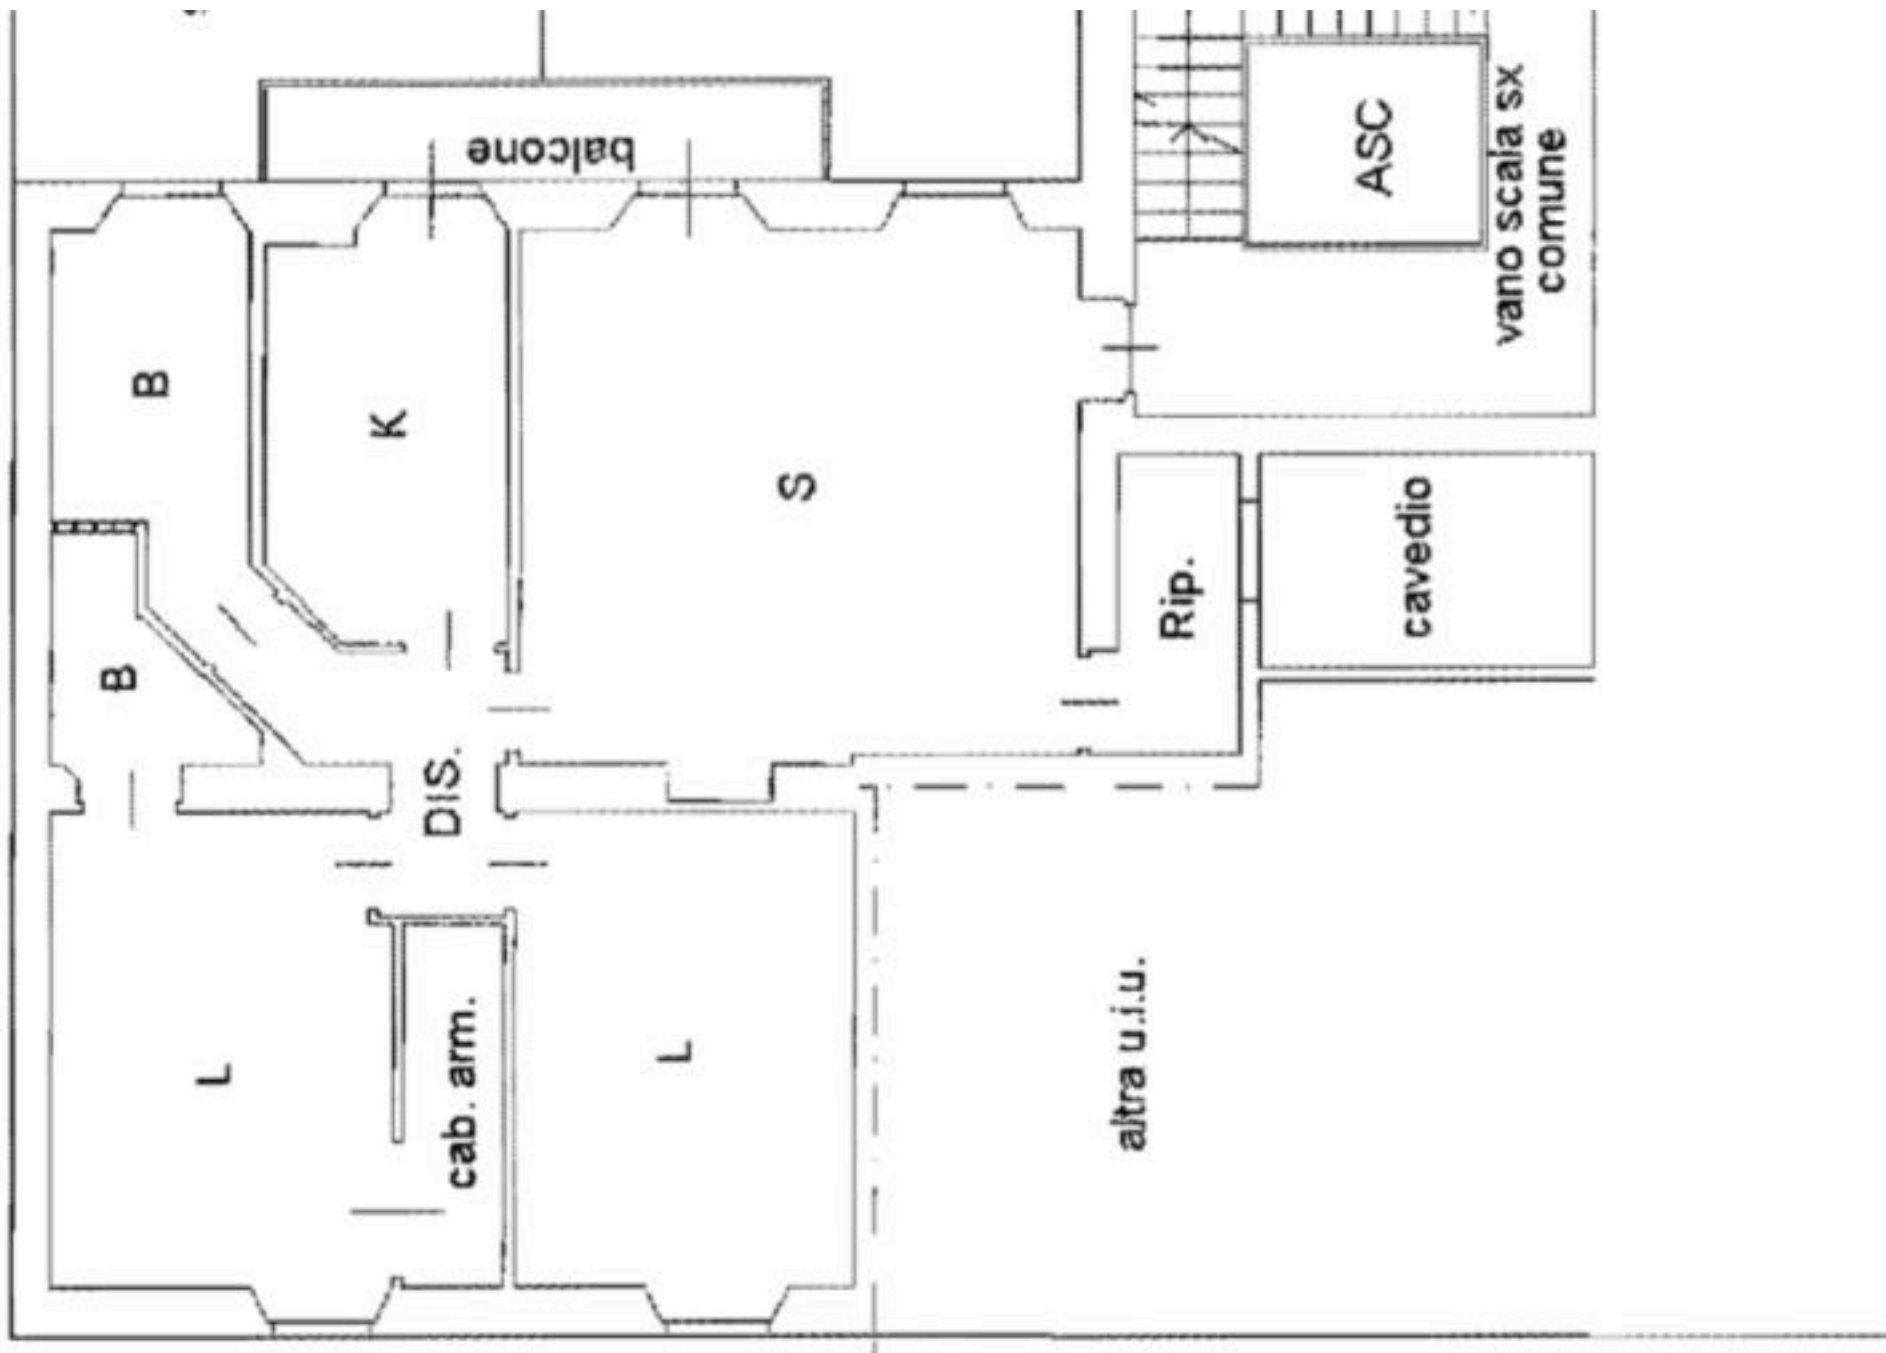 balcone
ASC
vano scala sx
comune
B
K
S
cavedio
Rip.
B
DIS.
L
cab. arm.
L
altra u.i.u.